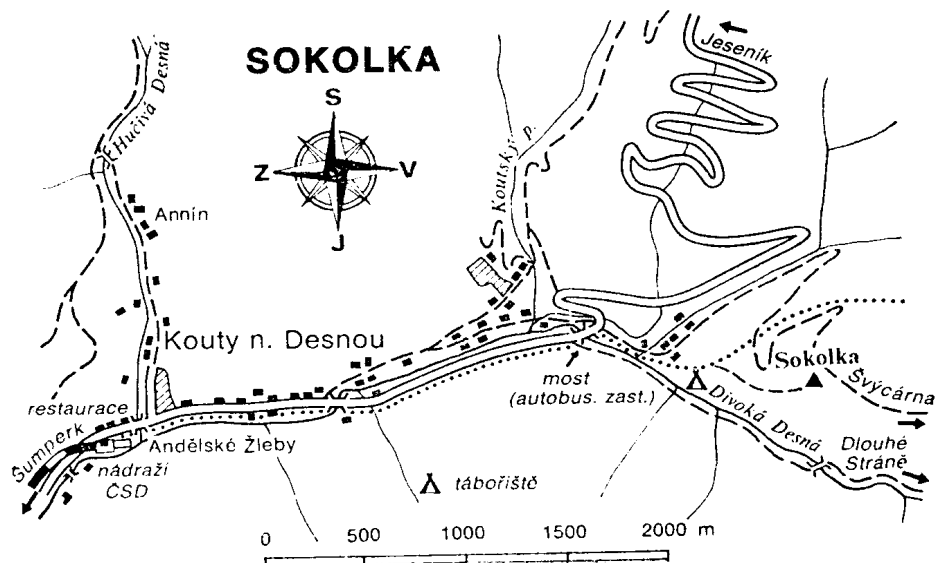 SOKOLKA
S
Z
V
J
Hučivá Desná
Annín
Koutský p.
Jeseník
Kouty n. Desnou
restaurace
Šumperk
nádraží
ČSD
Andělské Žleby
most
(autobus. zast.)
Sokolka
Švýcárna
Divoká Desná
Dlouhé
Stráně
tábořiště
0 500 1000 1500 2000 m